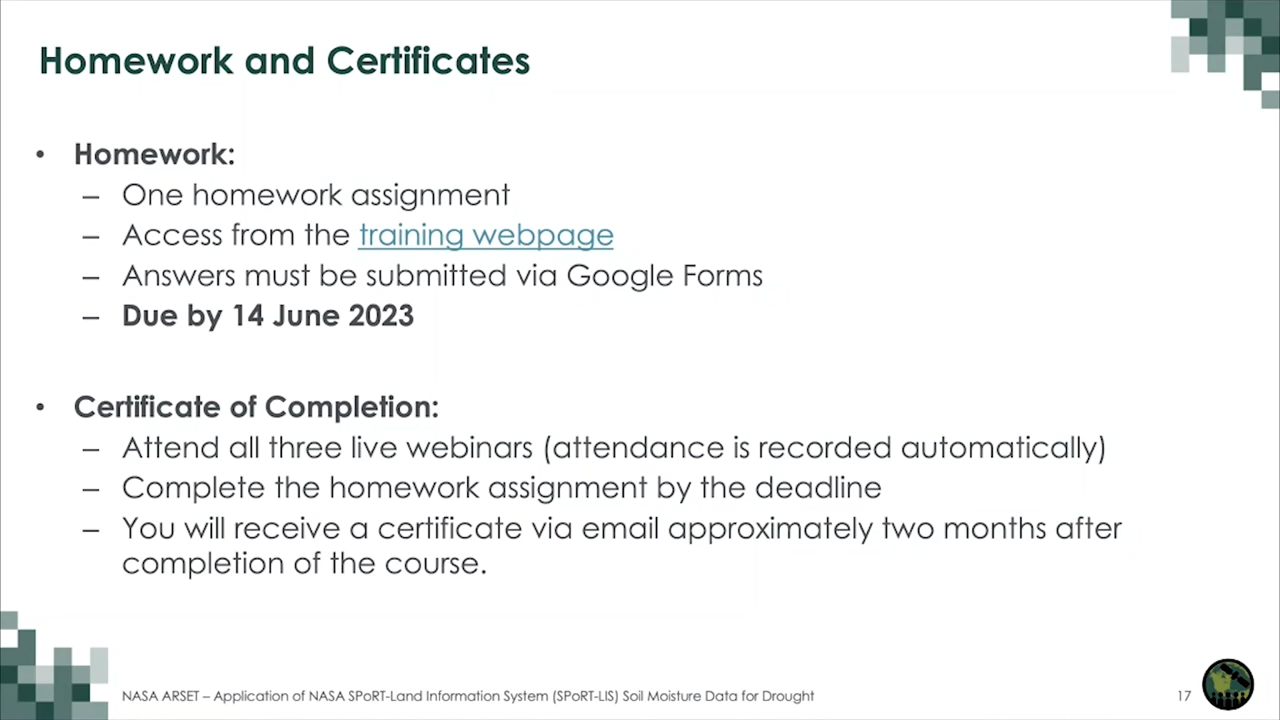 Homework and Certificates
• Homework:
– One homework assignment
– Access from the training webpage
– Answers must be submitted via Google Forms
– Due by 14 June 2023
• Certificate of Completion:
– Attend all three live webinars (attendance is recorded automatically)
– Complete the homework assignment by the deadline
– You will receive a certificate via email approximately two months after
completion of the course.
NASA ARSET – Application of NASA SPoRT-Land Information System (SPoRT-LIS) Soil Moisture Data for Drought
17